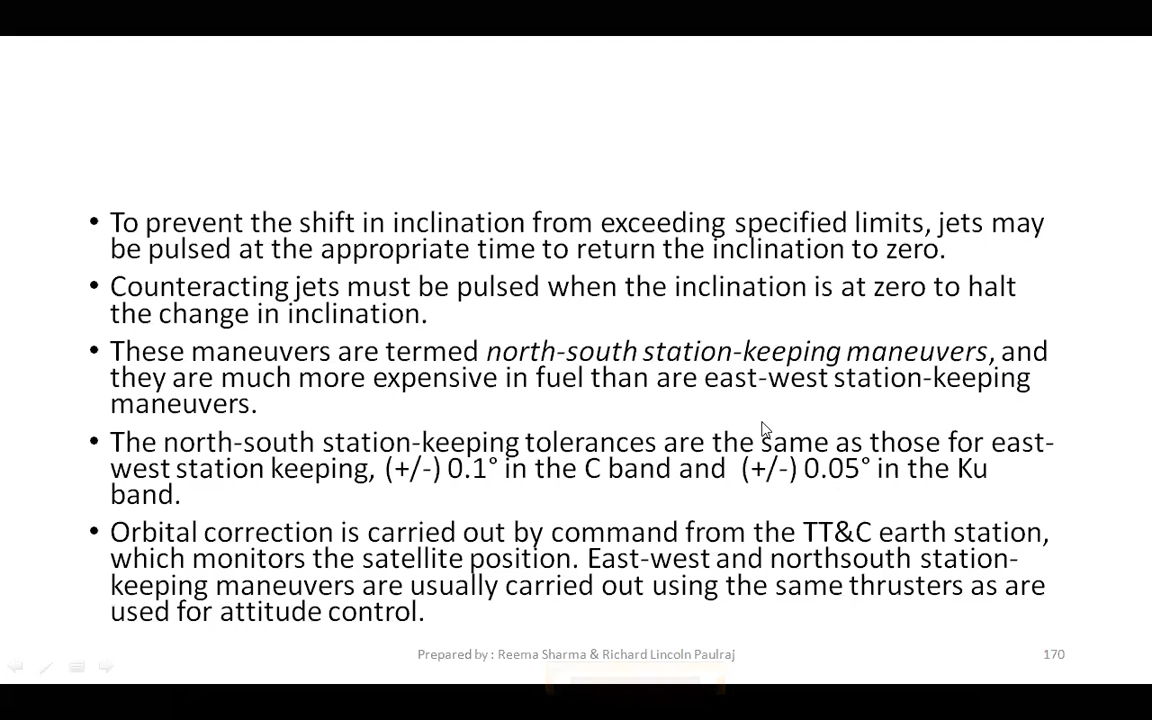 • To prevent the shift in inclination from exceeding specified limits, jets may
be pulsed at the appropriate time to return the inclination to zero.
• Counteracting jets must be pulsed when the inclination is at zero to halt
the change in inclination.
• These maneuvers are termed north-south station-keeping maneuvers, and
they are much more expensive in fuel than are east-west station-keeping
maneuvers.
• The north-south station-keeping tolerances are the same as those for east-
west station keeping, (+/-) 0.1° in the C band and (+/-) 0.05° in the Ku
band.
• Orbital correction is carried out by command from the TT&C earth station,
which monitors the satellite position. East-west and northsouth station-
keeping maneuvers are usually carried out using the same thrusters as are
used for attitude control.
Prepared by : Reema Sharma & Richard Lincoln Paulraj
170